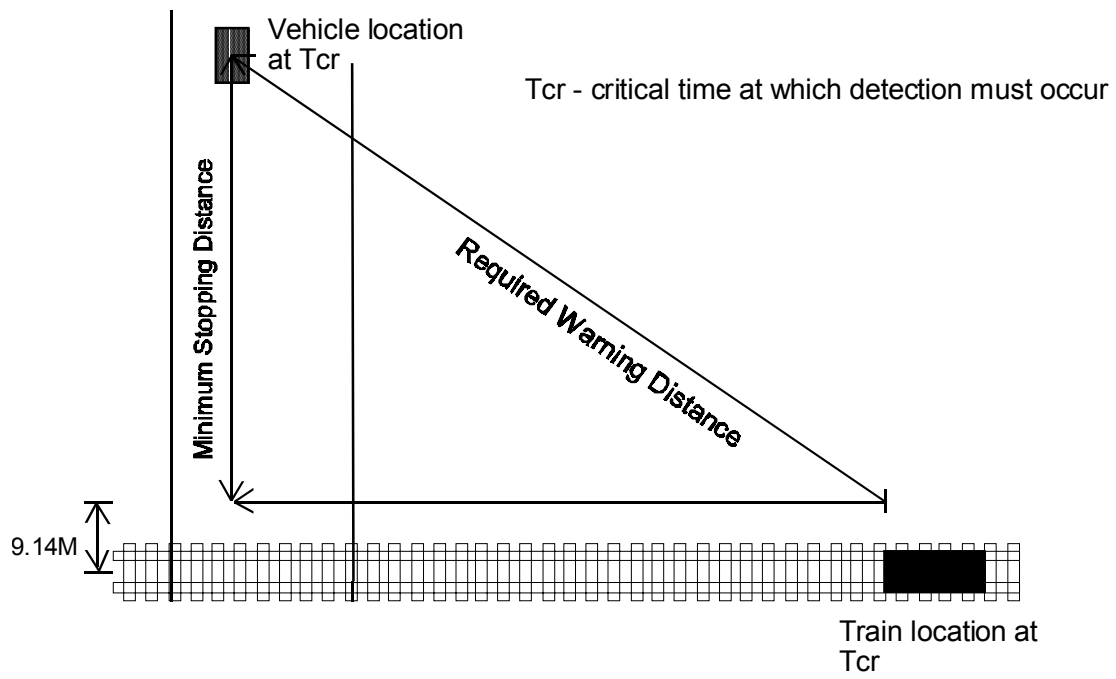 Vehicle location
at Tcr
Tcr - critical time at which detection must occur
Minimum Stopping Distance
Required Warning Distance
9.14M
Train location at
Tcr